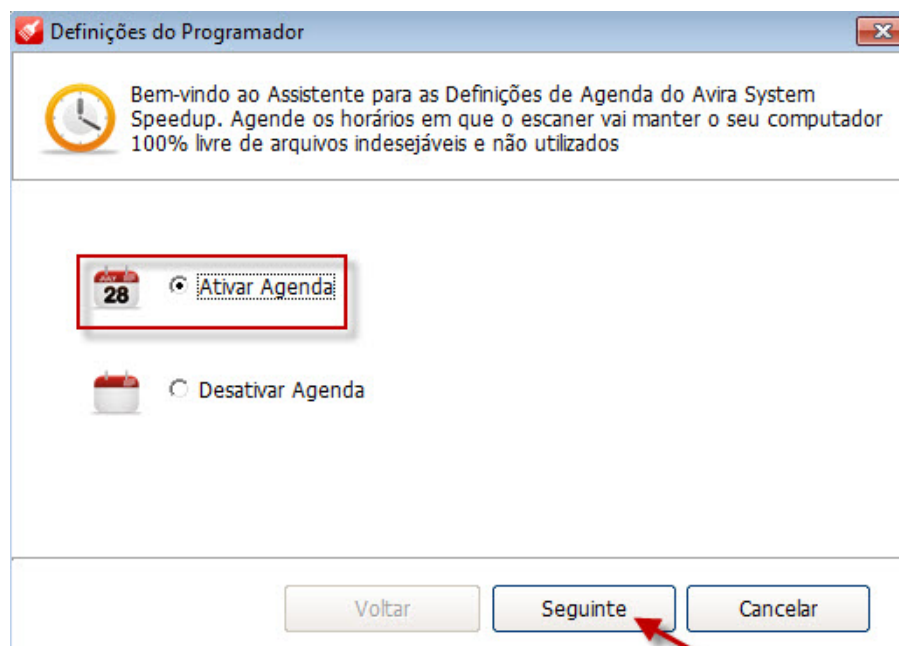 Definições do Programador
Bem-vindo ao Assistente para as Definições de Agenda do Avira System
Speedup. Agende os horários em que o escaner vai manter o seu computador
100% livre de arquivos indesejáveis e não utilizados
28
Ativar Agenda
Desativar Agenda
Voltar
Seguinte
Cancelar